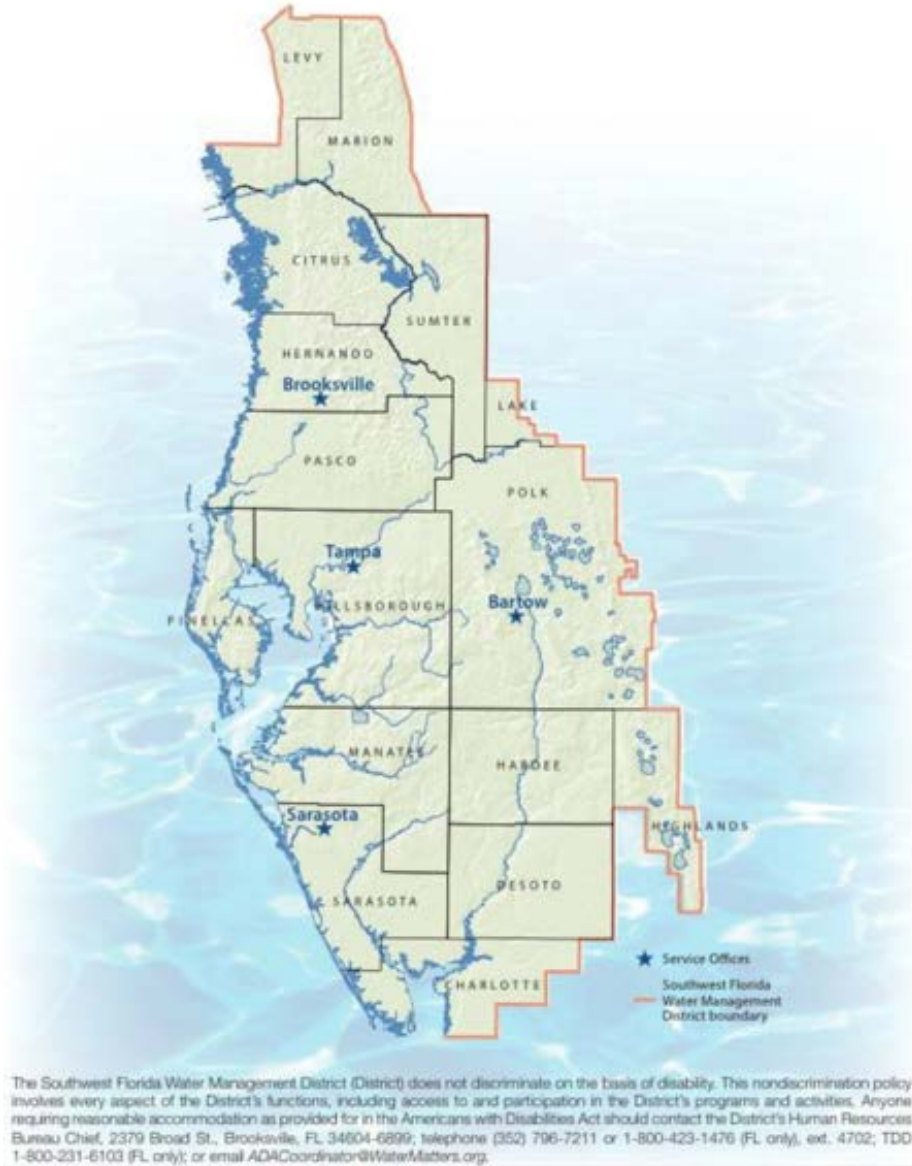 LEVY
MARION
CITRUS
SUMTER
HERNANDO
Brooksville
LAKE
PASCO
POLK
Tampa
HILLSBOROUGH
Bartow
PINELLAS
MANATEE
HARDEE
Sarasota
HIGHLANDS
DESOTO
SARASOTA
CHARLOTTE
Service Offices
Southwest Florida
Water Management
District boundary
The Southwest Florida Water Management District (District) does not discriminate on the basis of disability. This nondiscrimination policy
involves every aspect of the District's functions, including access to and participation in the District's programs and activities. Anyone
requiring reasonable accommodation as provided for in the Americans with Disabilities Act should contact the District's Human Resources
Bureau Chief, 2379 Broad St., Brooksville, FL 34604-6899; telephone (352) 796-7211 or 1-800-423-1476 (FL only), ext. 4702; TDD
1-800-231-6103 (FL only); or email ADACoordinator@WaterMatters.org.